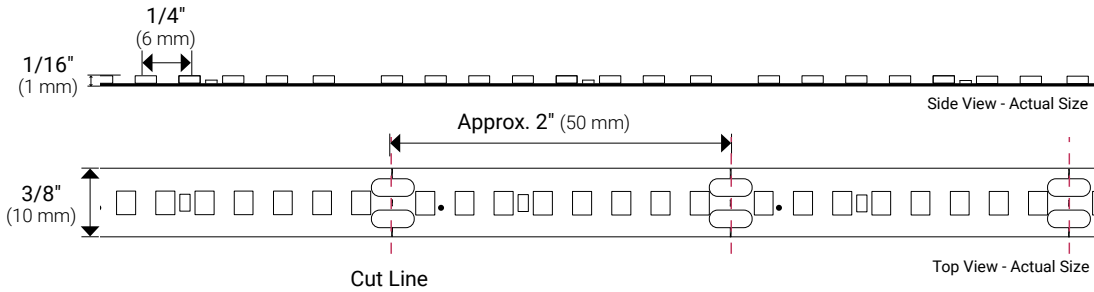 1/4"
(6 mm)
1/16"
(1 mm)
Side View - Actual Size
Approx. 2" (50 mm)
3/8"
(10 mm)
Top View - Actual Size
Cut Line